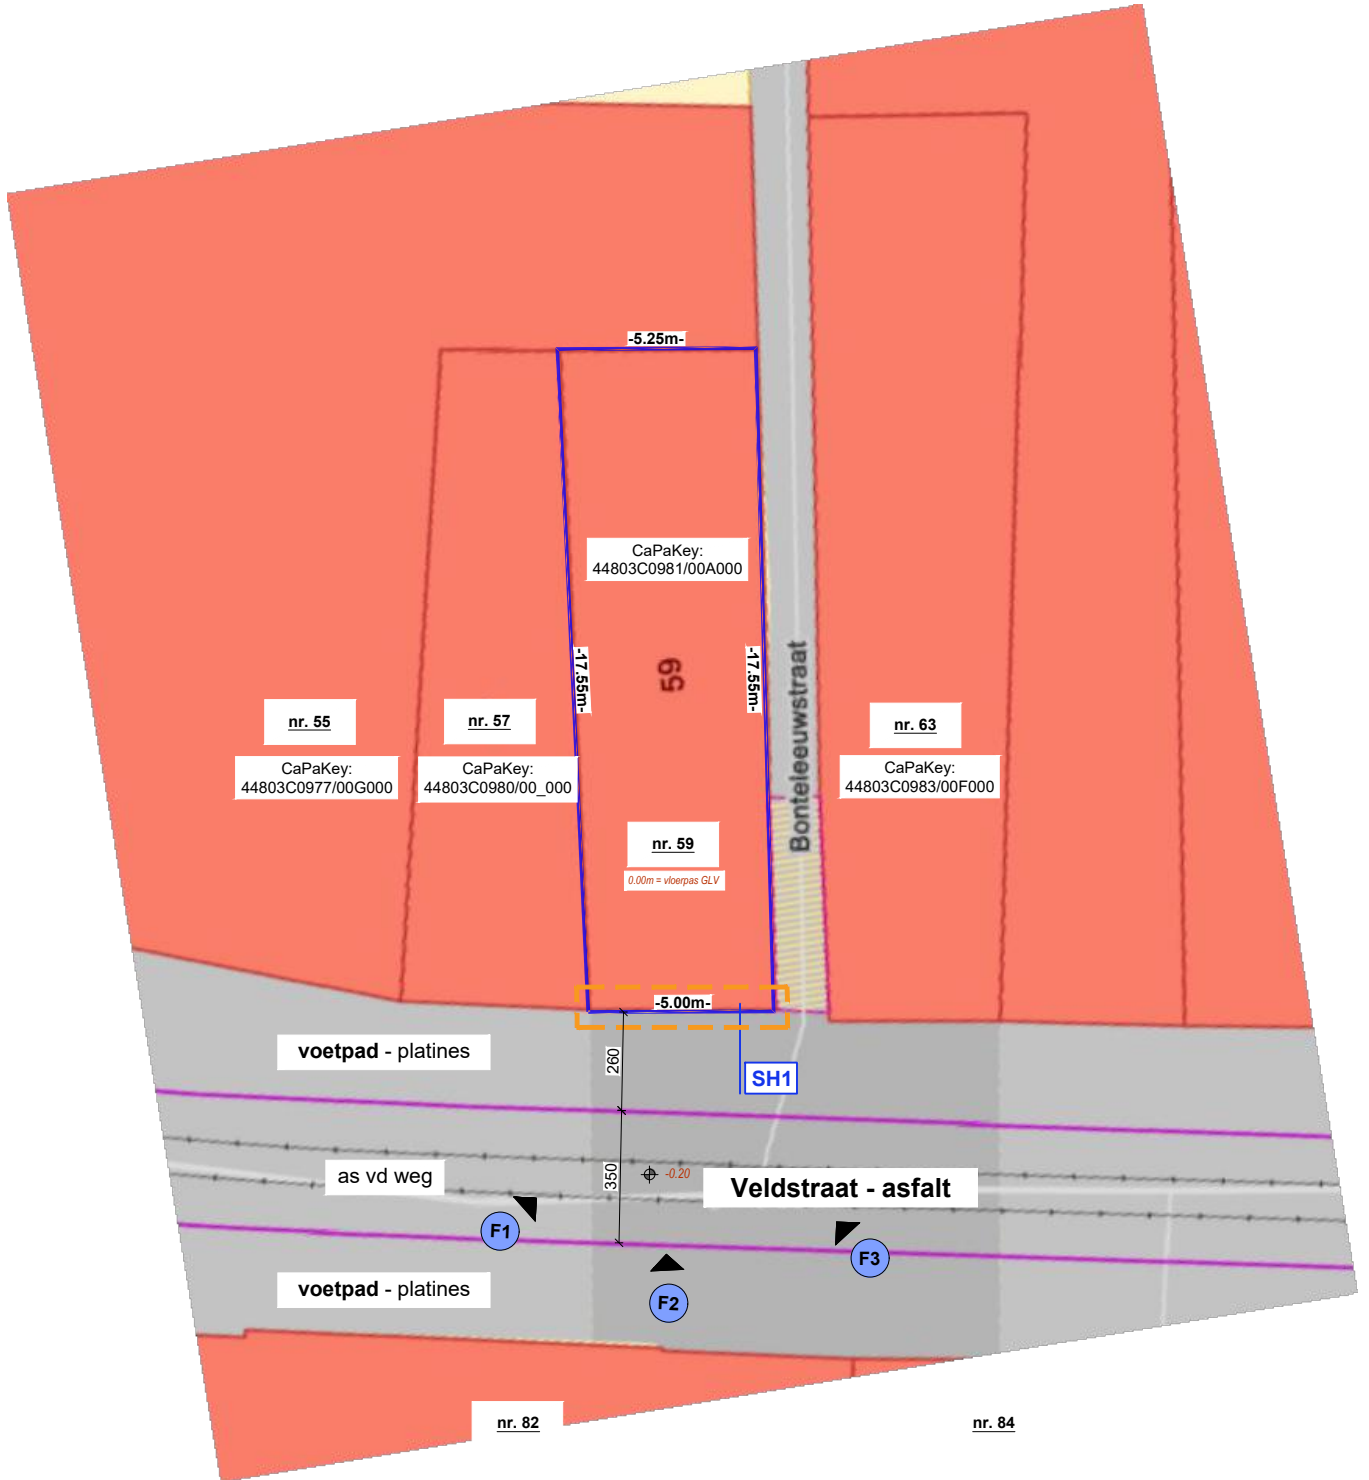 -5.25m-
CaPaKey:
44803C0981/00A000
-17.55m-
59
-17.55m-
Bonteleeuwstraat
nr. 55
CaPaKey:
44803C0977/00G000
nr. 57
CaPaKey:
44803C0980/00_000
nr. 63
CaPaKey:
44803C0983/00F000
nr. 59
0.00m = vloerpas GLV
-5.00m-
voetpad - platines
260
SH1
as vd weg
350
-0.20
Veldstraat - asfalt
F1
F3
voetpad - platines
F2
nr. 82
nr. 84